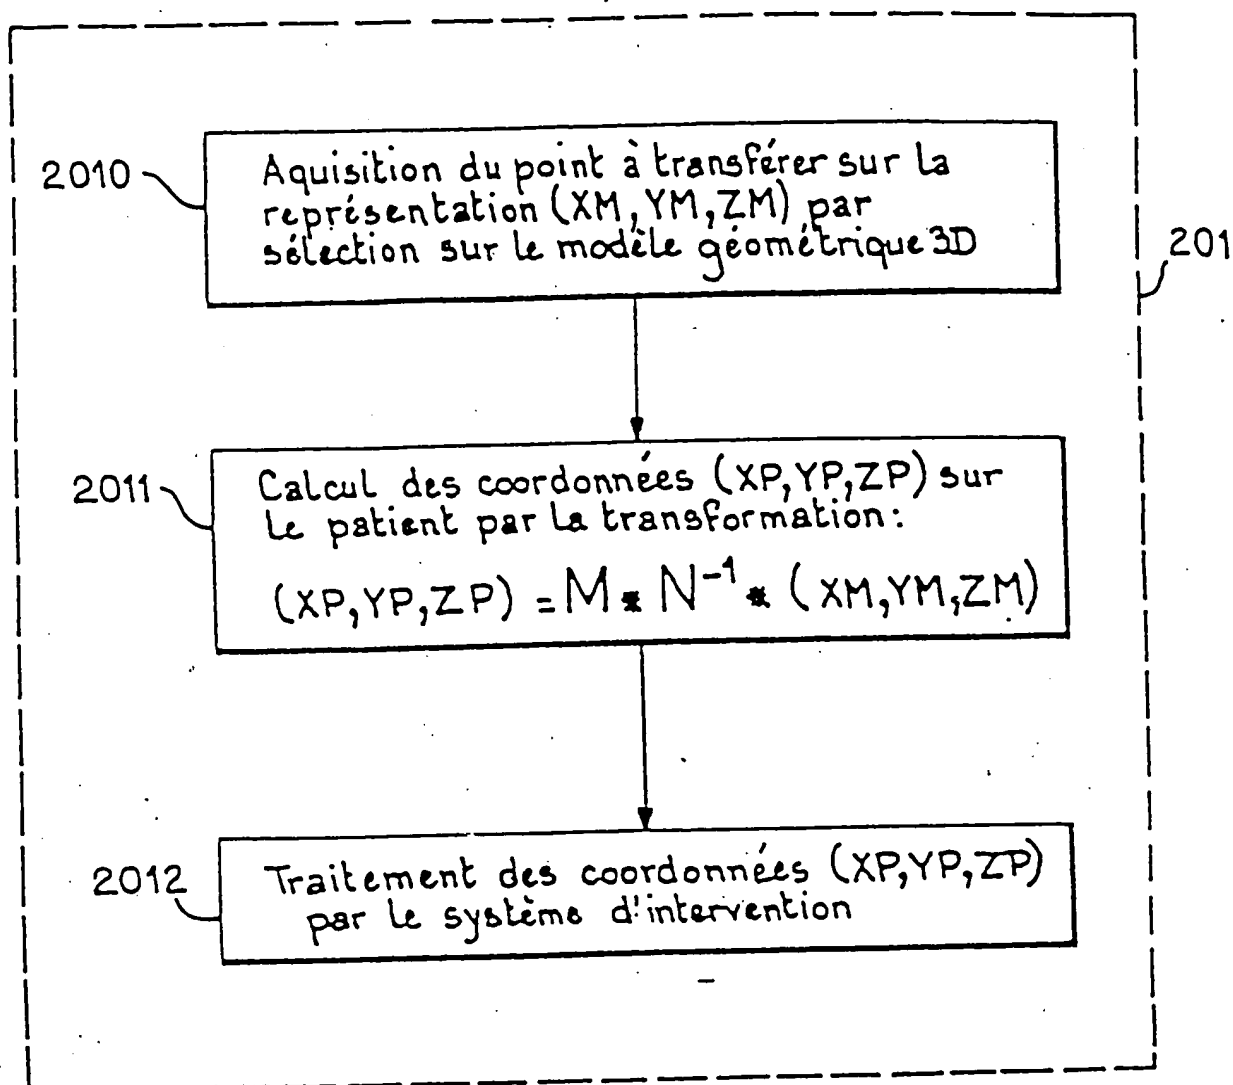 2010
Aquisition du point à transférer sur la
représentation (XM, YM, ZM) par
sélection sur le modèle géométrique 3D
201
2011
Calcul des coordonnées (XP, YP, ZP) sur
le patient par la transformation:
(XP, YP, ZP) = M * N⁻¹ * (XM, YM, ZM)
2012
Traitement des coordonnées (XP, YP, ZP)
par le système d'intervention